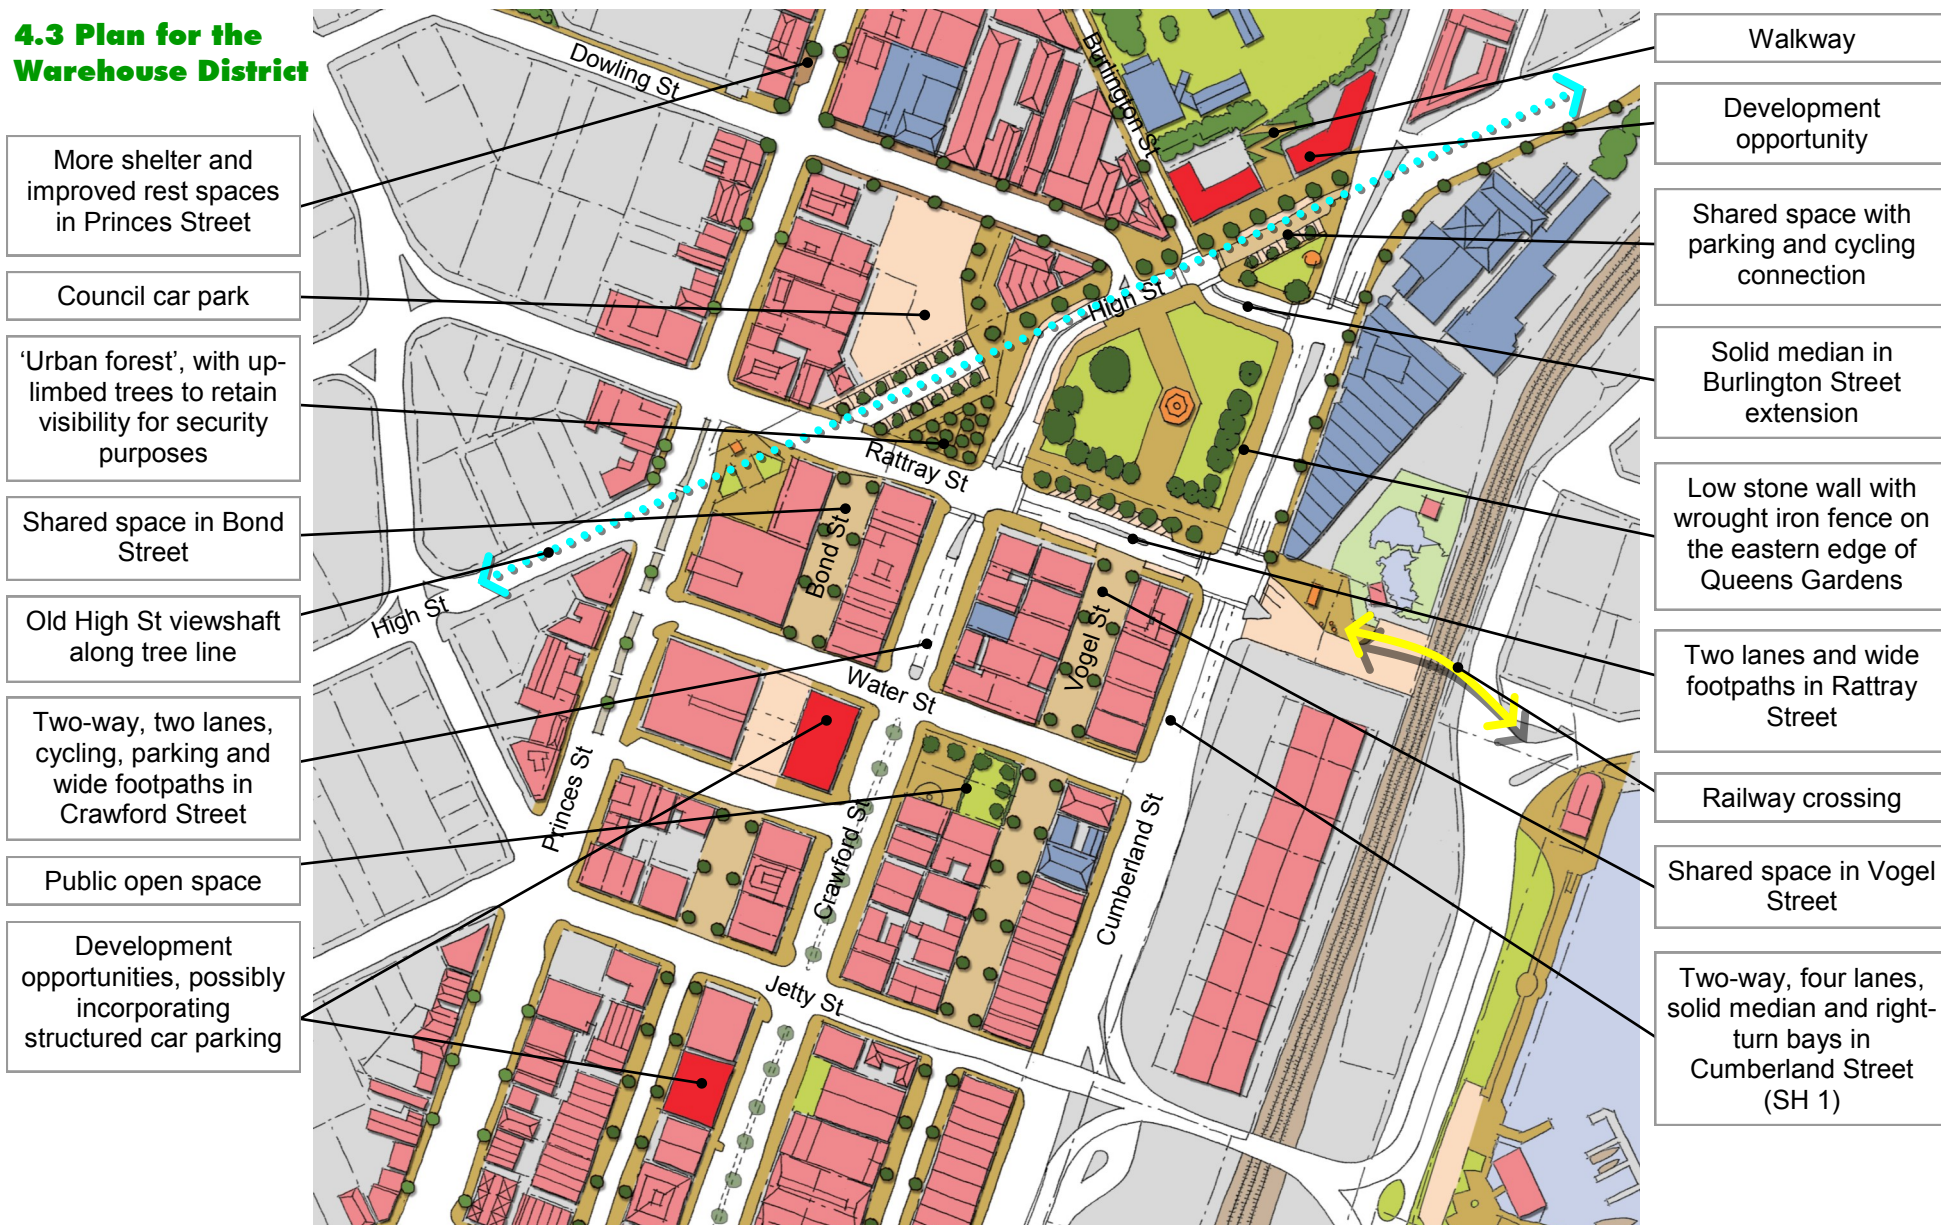 4.3 Plan for the
Warehouse District
More shelter and
improved rest spaces
in Princes Street
Council car park
‘Urban forest’, with up-
limbed trees to retain
visibility for security
purposes
Shared space in Bond
Street
Old High St viewshaft
along tree line
Two-way, two lanes,
cycling, parking and
wide footpaths in
Crawford Street
Public open space
Development
opportunities, possibly
incorporating
structured car parking
Dowling St
Burlington St
High St
Rattray St
Bond St
High St
Vogel St
Water St
Princes St
Crawford St
Cumberland St
Jetty St
Walkway
Development
opportunity
Shared space with
parking and cycling
connection
Solid median in
Burlington Street
extension
Low stone wall with
wrought iron fence on
the eastern edge of
Queens Gardens
Two lanes and wide
footpaths in Rattray
Street
Railway crossing
Shared space in Vogel
Street
Two-way, four lanes,
solid median and right-
turn bays in
Cumberland Street
(SH 1)